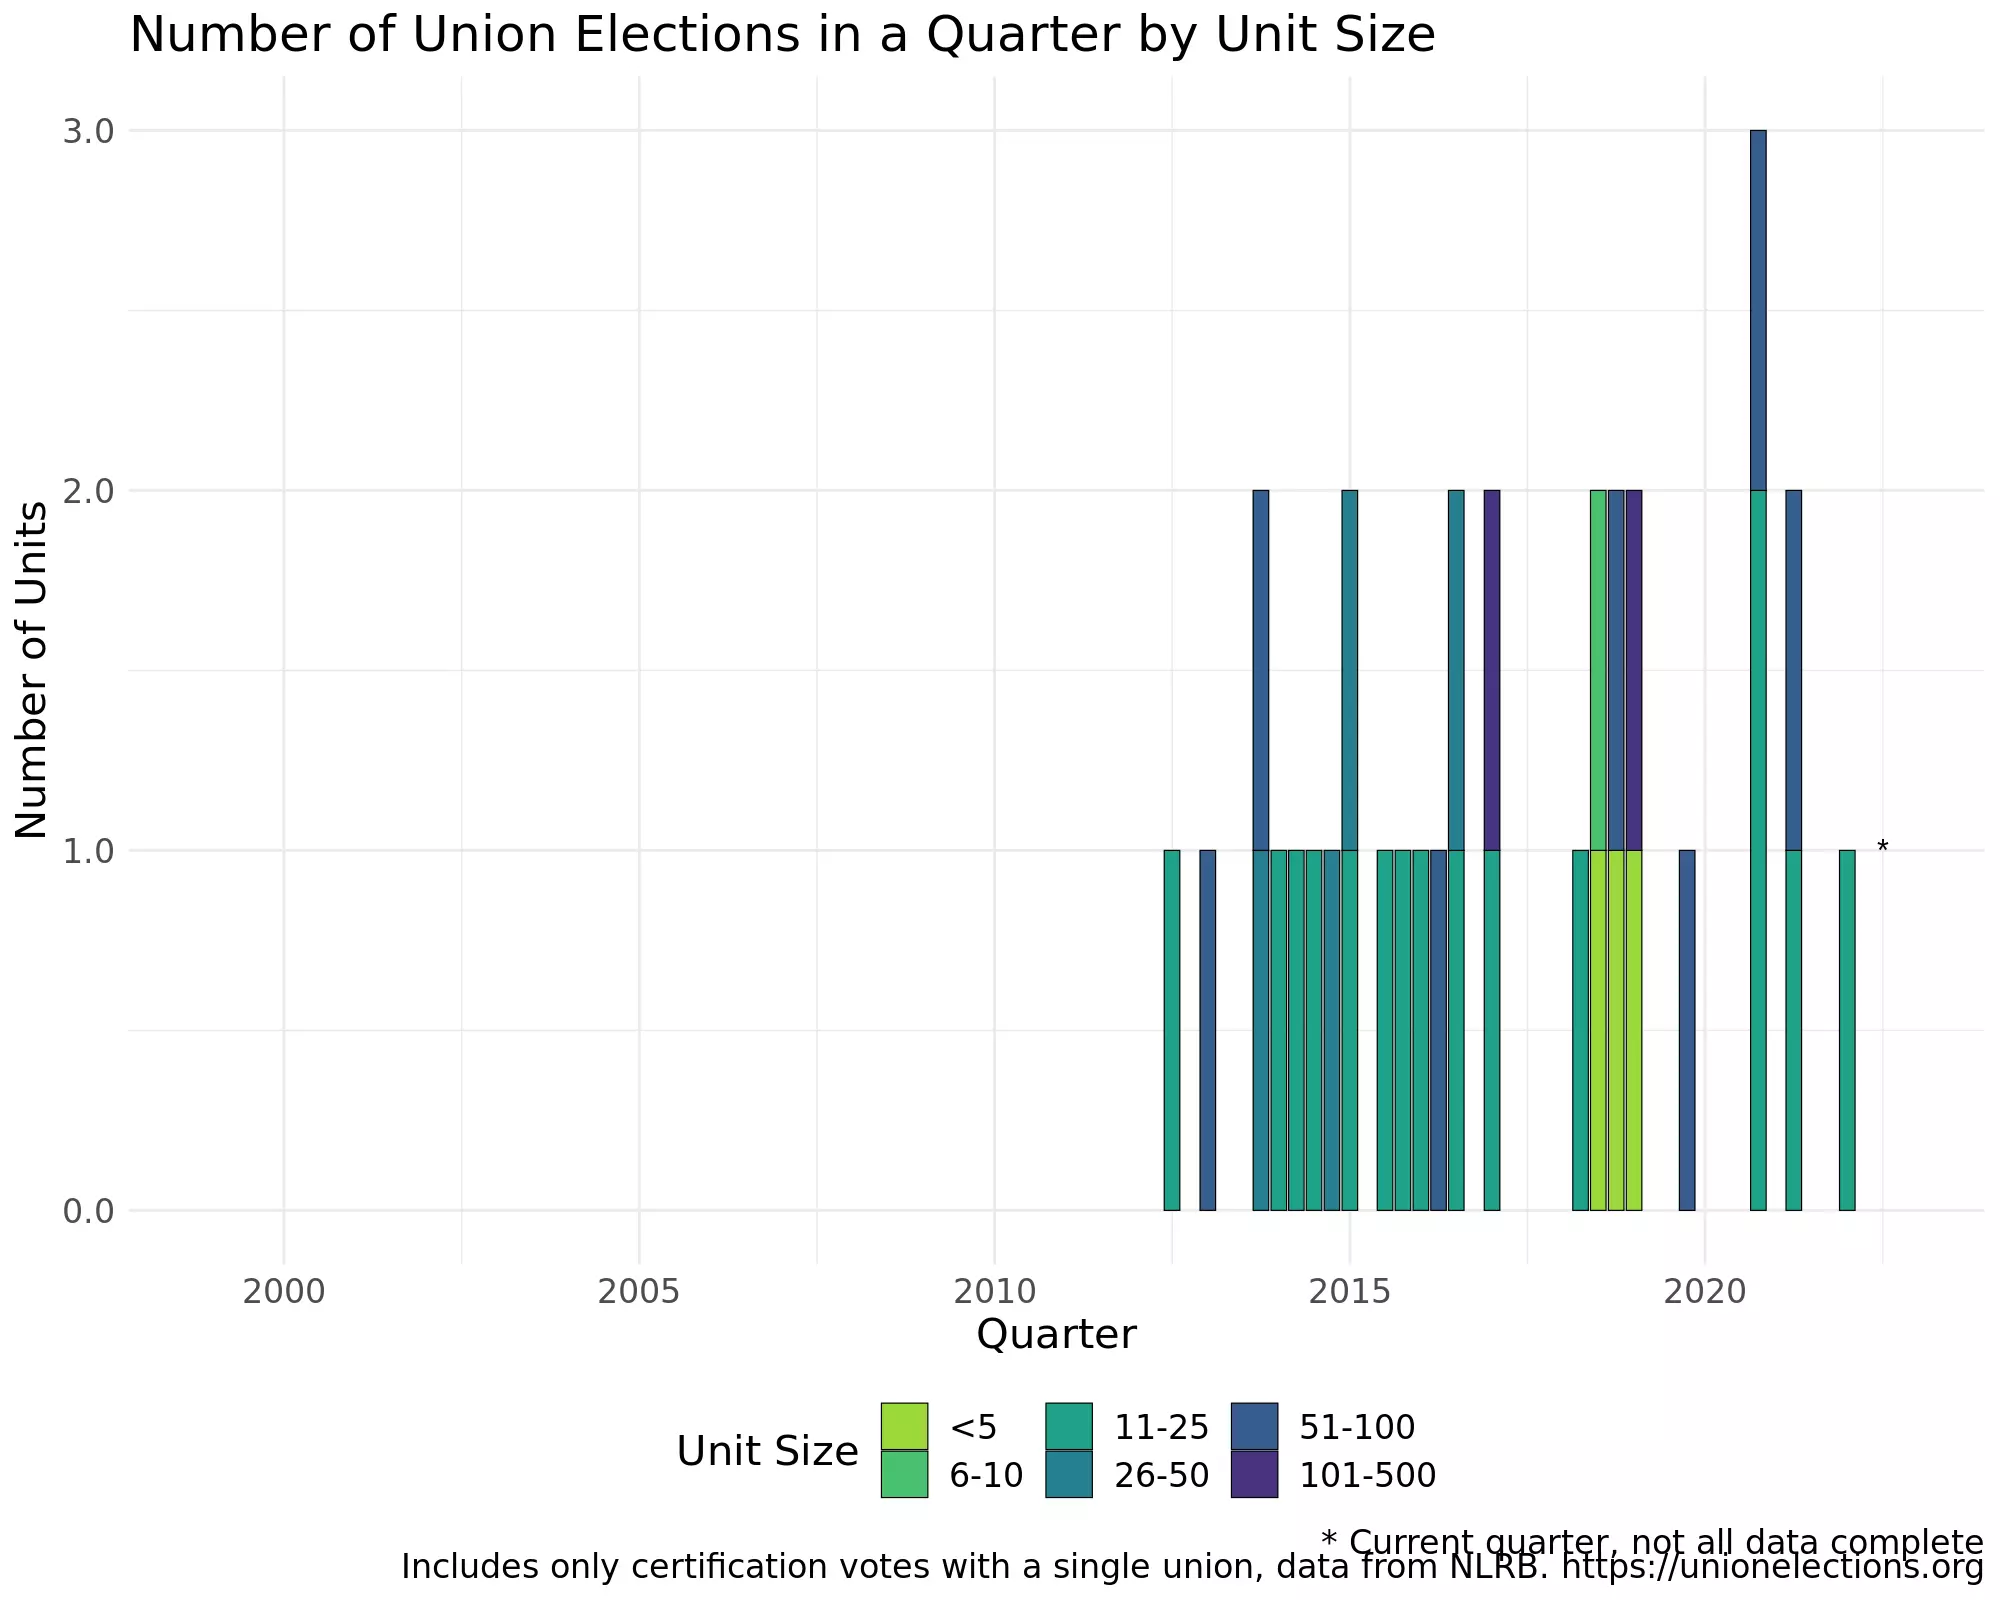 Number of Union Elections in a Quarter by Unit Size
Number of Units
3.0
2.0
1.0
0.0
*
2000 2005 2010 2015 2020
Quarter
Unit Size
<5 11-25 51-100
6-10 26-50 101-500
* Current quarter, not all data complete
Includes only certification votes with a single union, data from NLRB. https://unionelections.org